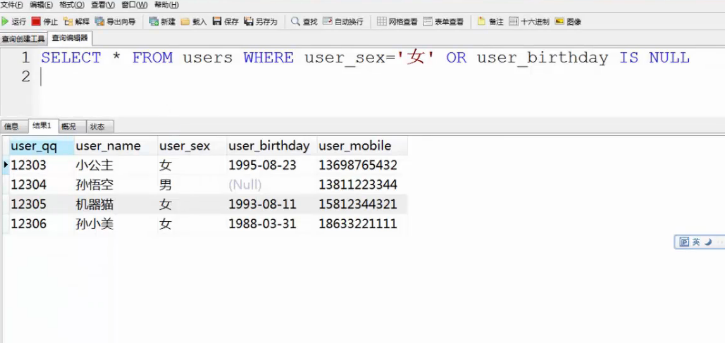 文件(F) 编辑(E) 格式(O) 查看(V) 窗口(W) 帮助(H)
运行 停止 解释 导出向导 新建 载入 保存 另存为 查找 自动换行 网格查看 表单查看 备注 十六进制 图像
查询创建工具 查询编辑器
1 SELECT * FROM users WHERE user_sex='女' OR user_birthday IS NULL
2
信息 结果1 概况 状态
user_qq user_name user_sex user_birthday user_mobile
12303 小公主 女 1995-08-23 13698765432
12304 孙悟空 男 (Null) 13811223344
12305 机器猫 女 1993-08-11 15812344321
12306 孙小美 女 1988-03-31 18633221111
英